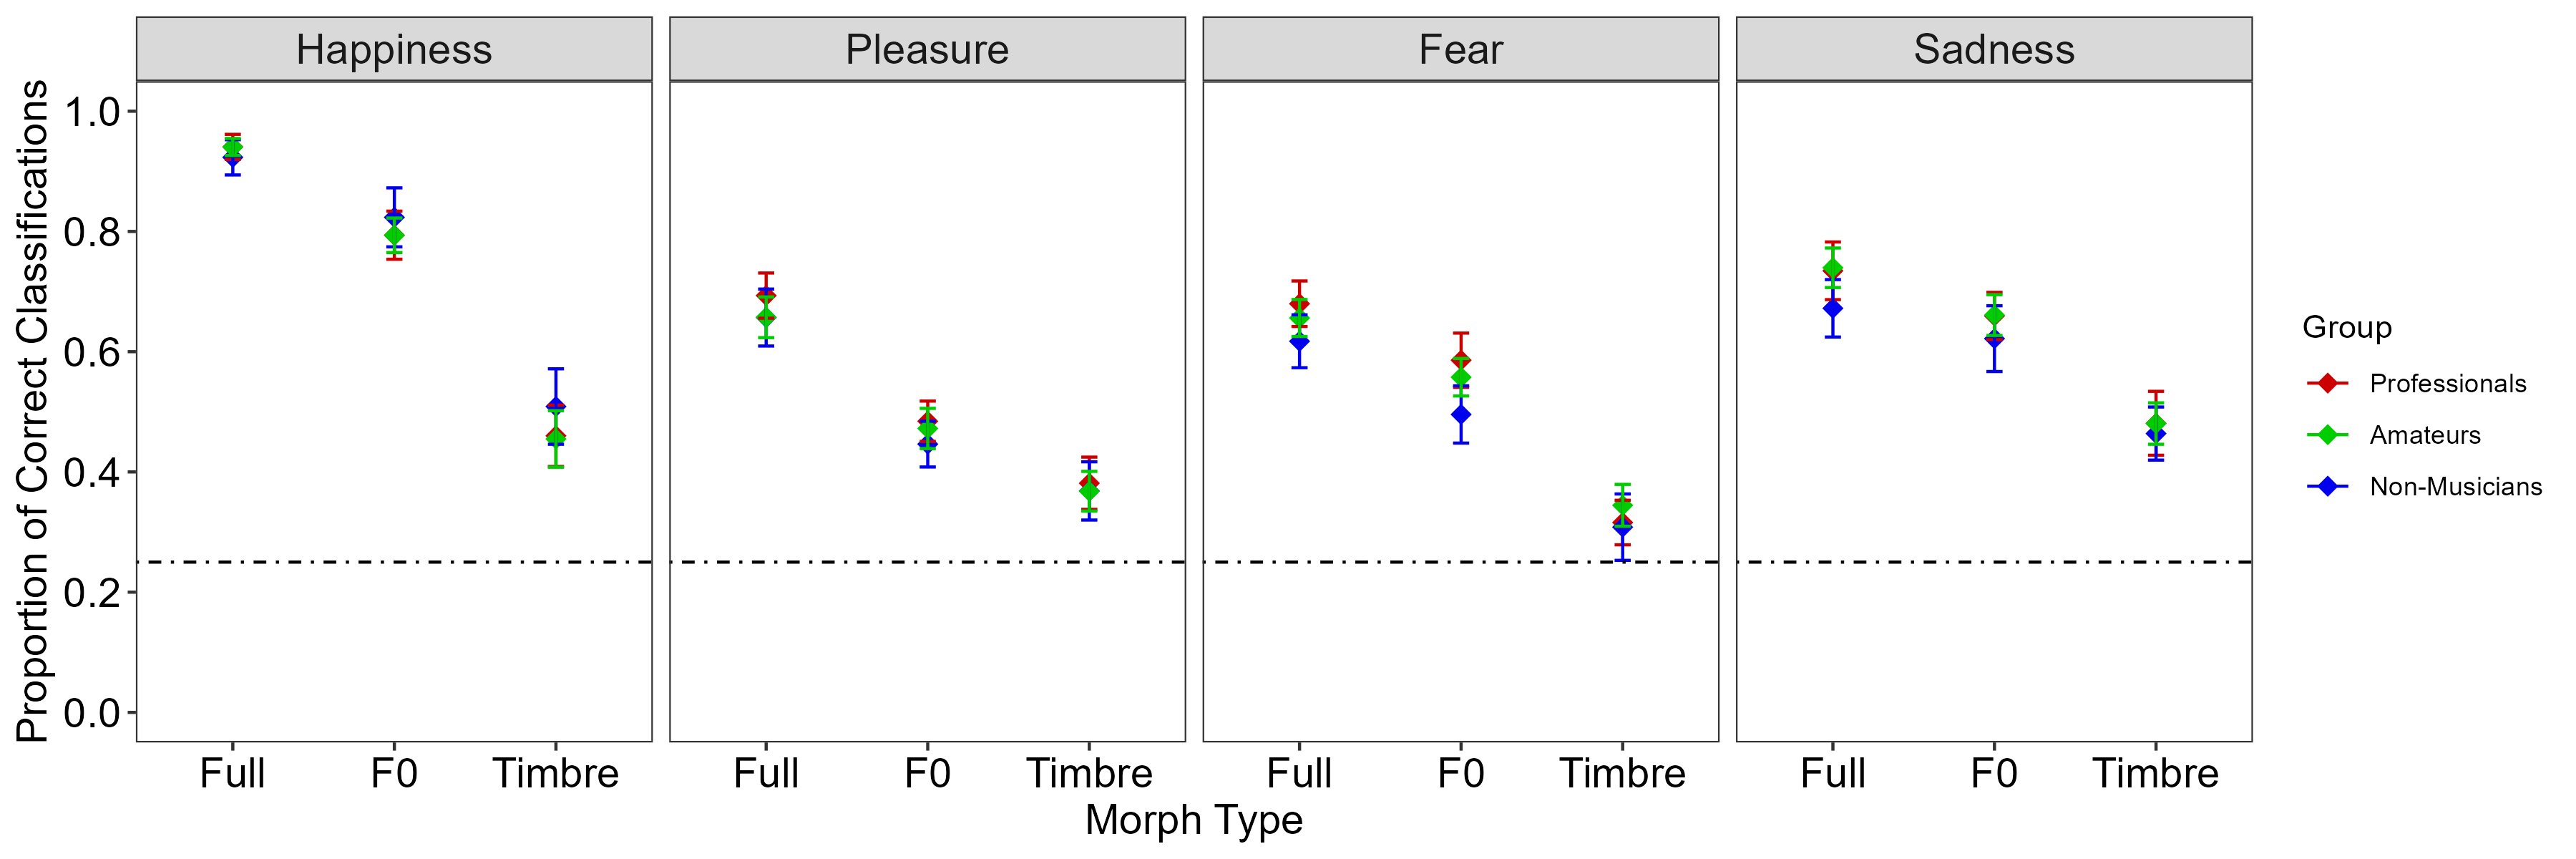 Happiness
Pleasure
Fear
Sadness
Proportion of Correct Classifications
1.0
0.8
0.6
0.4
0.2
0.0
Full F0 Timbre
Full F0 Timbre
Full F0 Timbre
Full F0 Timbre
Morph Type
Group
Professionals
Amateurs
Non-Musicians